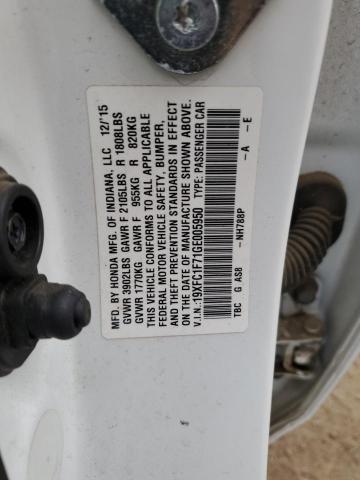 MFD. BY HONDA MFG. OF INDIANA, LLC 12/'15
GVWR 3902LBS GAWR F 2105LBS R 1808LBS
GVWR 1770KG GAWR F 955KG R 820KG
THIS VEHICLE CONFORMS TO ALL APPLICABLE
FEDERAL MOTOR VEHICLE SAFETY, BUMPER,
AND THEFT PREVENTION STANDARDS IN EFFECT
ON THE DATE OF MANUFACTURE SHOWN ABOVE.
V.I.N.:19XFC1F71GE005950 TYPE: PASSENGER CAR
TBC G AS8 -NH788P -A -E